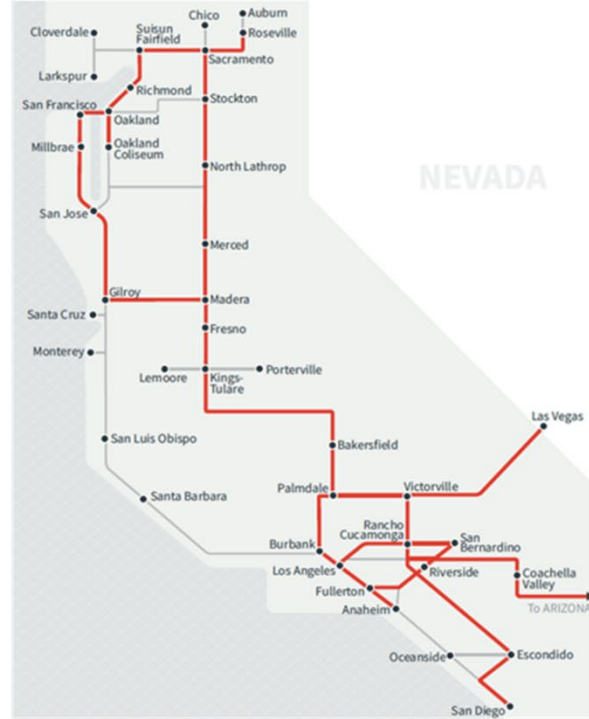 Chico
Auburn
Cloverdale
Suisun
Fairfield
Roseville
Sacramento
Larkspur
Richmond
San Francisco
Stockton
Oakland
Millbrae
Oakland
Coliseum
North Lathrop
NEVADA
San Jose
Merced
Gilroy
Madera
Santa Cruz
Fresno
Monterey
Lemoore
Kings-
Tulare
Porterville
Las Vegas
San Luis Obispo
Bakersfield
Palmdale
Victorville
Santa Barbara
Rancho
Cucamonga
San
Bernardino
Burbank
Los Angeles
Riverside
Coachella
Valley
Fullerton
Anaheim
To ARIZONA
Oceanside
Escondido
San Diego